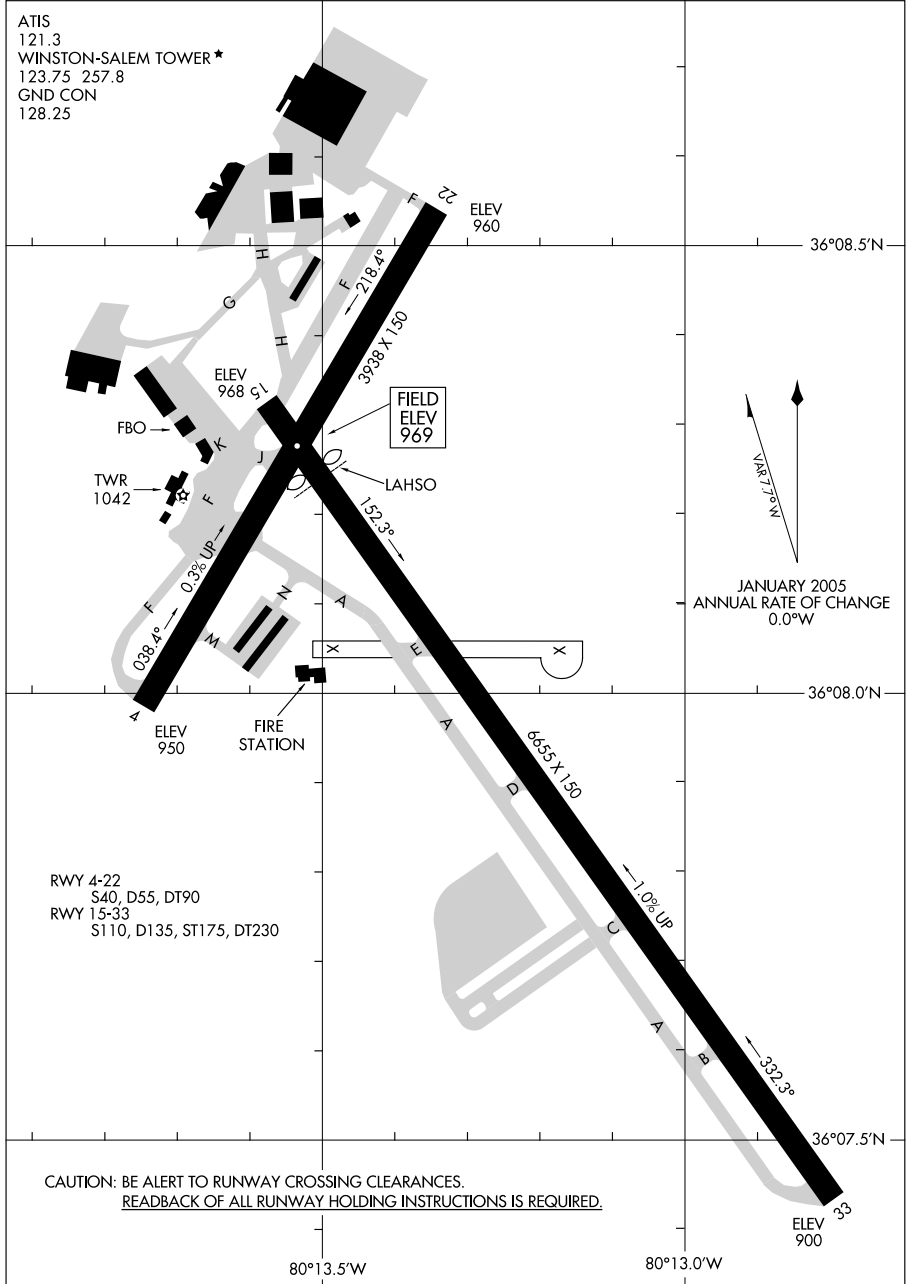 ATIS
121.3
WINSTON-SALEM TOWER ★
123.75 257.8
GND CON
128.25
22
F
ELEV
960
36°08.5'N
H
218.4°
F
G
H
3938 X 150
ELEV
968
15
FIELD
ELEV
969
FBO
K
J
LAHSO
TWR
1042
F
152.3°
VAR 7.7° W
JANUARY 2005
ANNUAL RATE OF CHANGE
0.0°W
0.3% UP
N
A
F
038.4°
M
E
X
X
36°08.0'N
4
ELEV
950
FIRE
STATION
A
6655 X 150
D
RWY 4-22
S40, D55, DT90
RWY 15-33
S110, D135, ST175, DT230
1.0% UP
C
A
B
332.3°
36°07.5'N
CAUTION: BE ALERT TO RUNWAY CROSSING CLEARANCES.
READBACK OF ALL RUNWAY HOLDING INSTRUCTIONS IS REQUIRED.
33
ELEV
900
80°13.5'W
80°13.0'W